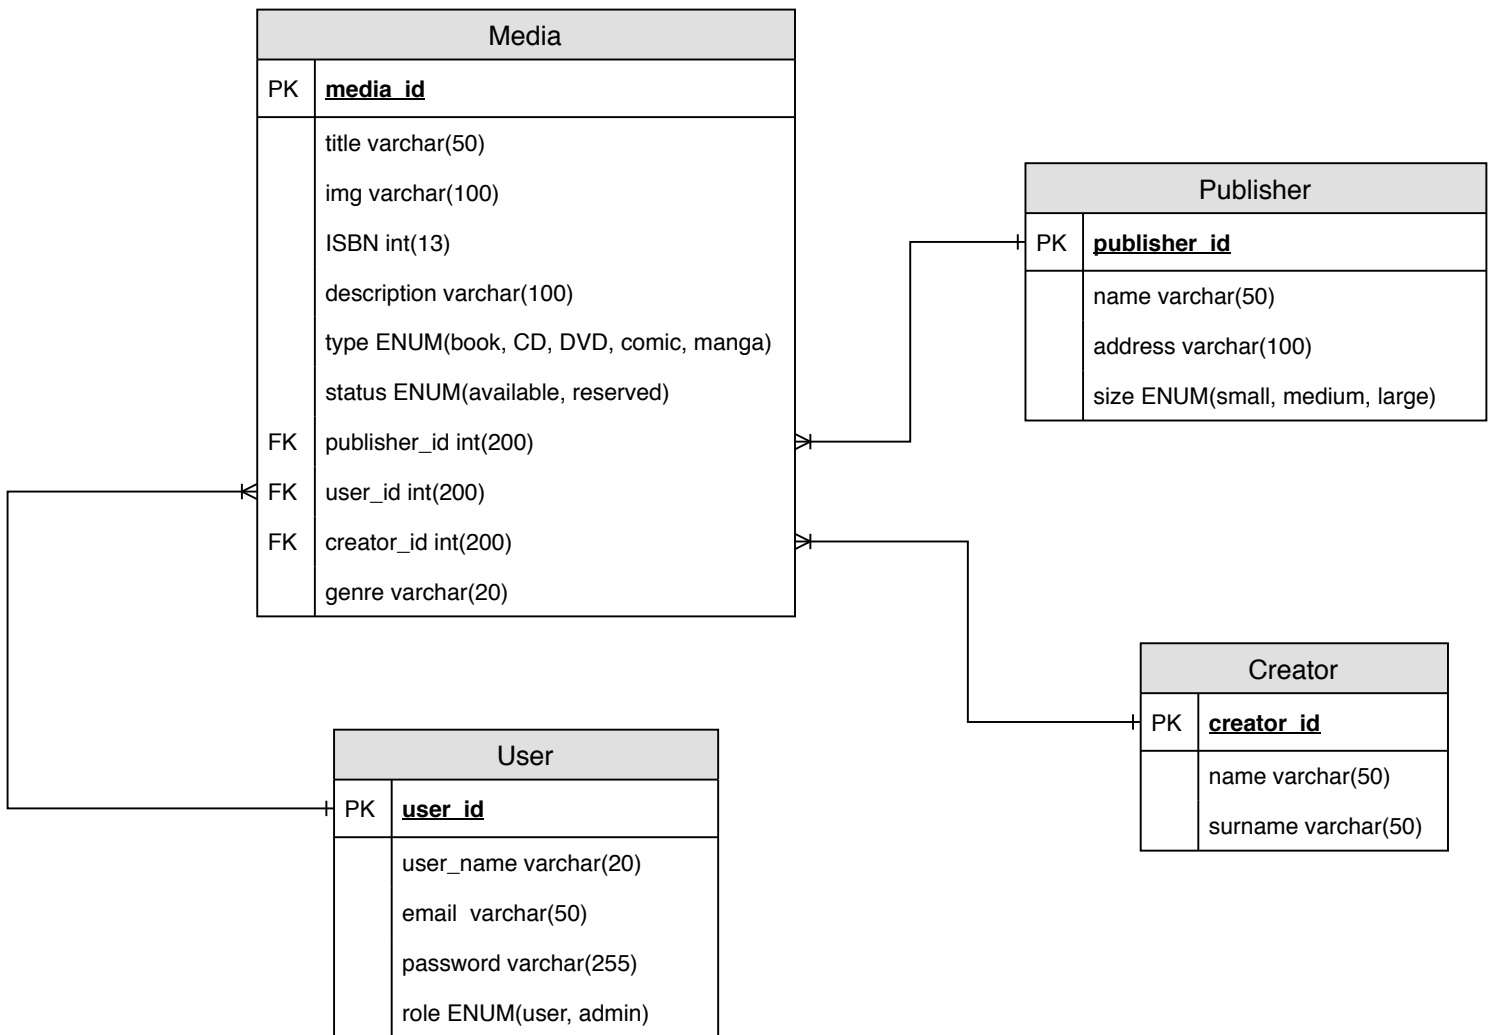 Media
PK media_id
title varchar(50)
img varchar(100)
ISBN int(13)
description varchar(100)
type ENUM(book, CD, DVD, comic, manga)
status ENUM(available, reserved)
FK publisher_id int(200)
FK user_id int(200)
FK creator_id int(200)
genre varchar(20)
Publisher
PK publisher_id
name varchar(50)
address varchar(100)
size ENUM(small, medium, large)
Creator
PK creator_id
name varchar(50)
surname varchar(50)
User
PK user_id
user_name varchar(20)
email varchar(50)
password varchar(255)
role ENUM(user, admin)